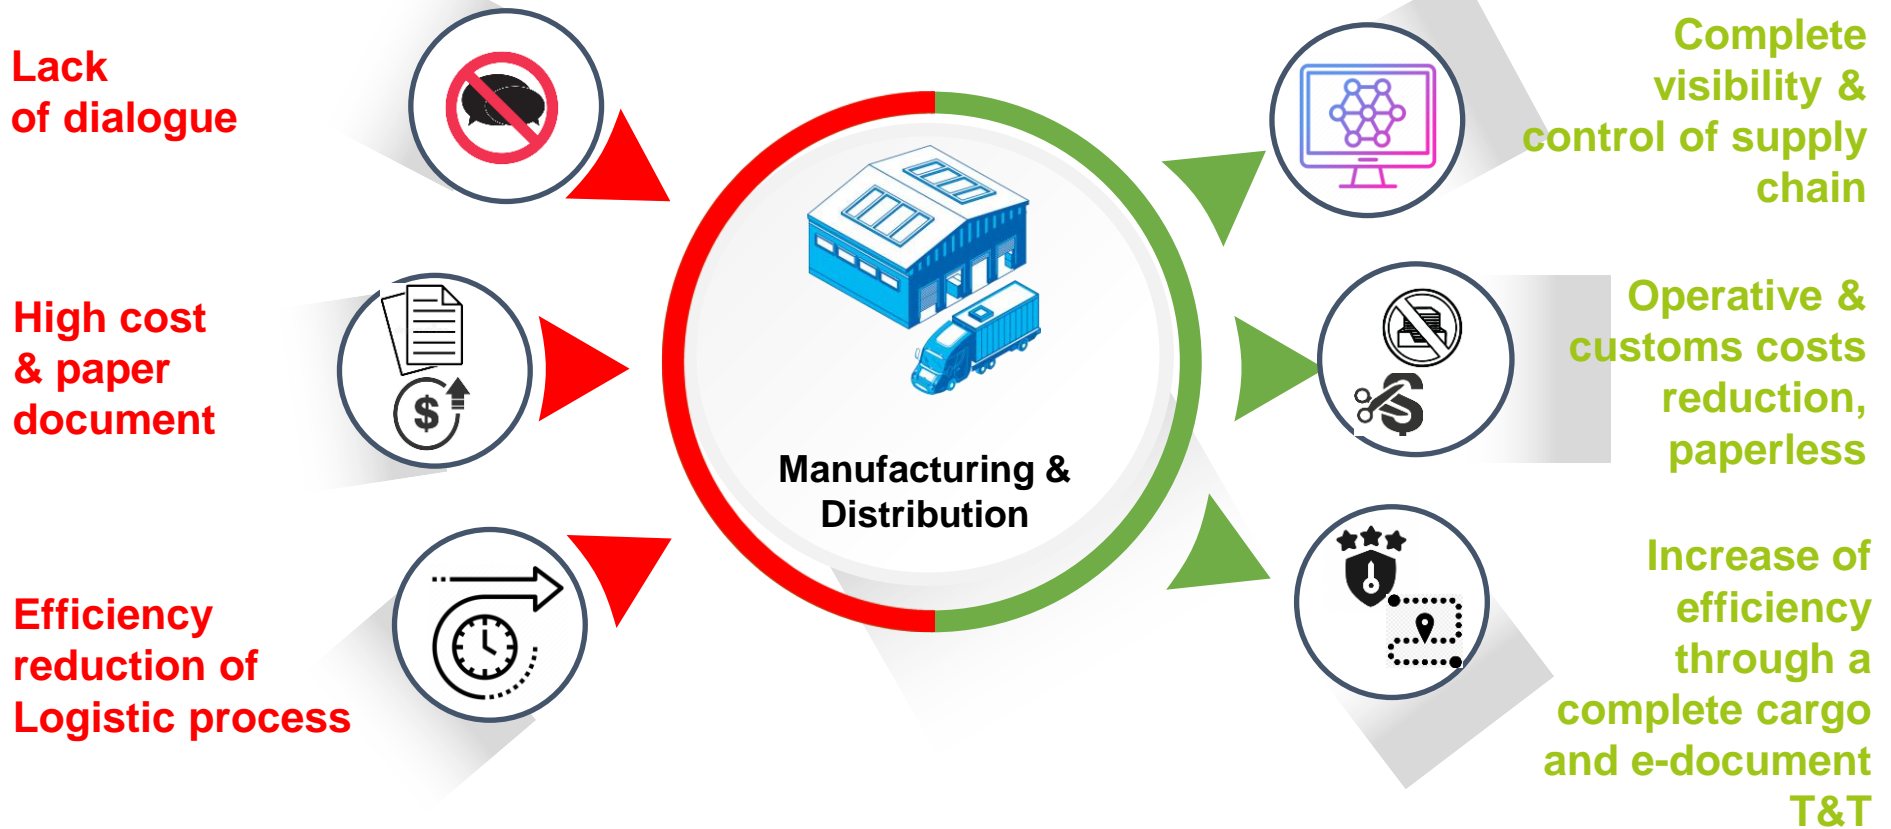 Lack
of dialogue
High cost
& paper
document
Efficiency
reduction of
Logistic process
Manufacturing &
Distribution
Complete
visibility &
control of supply
chain
Operative &
customs costs
reduction,
paperless
Increase of
efficiency
through a
complete cargo
and e-document
T&T
$